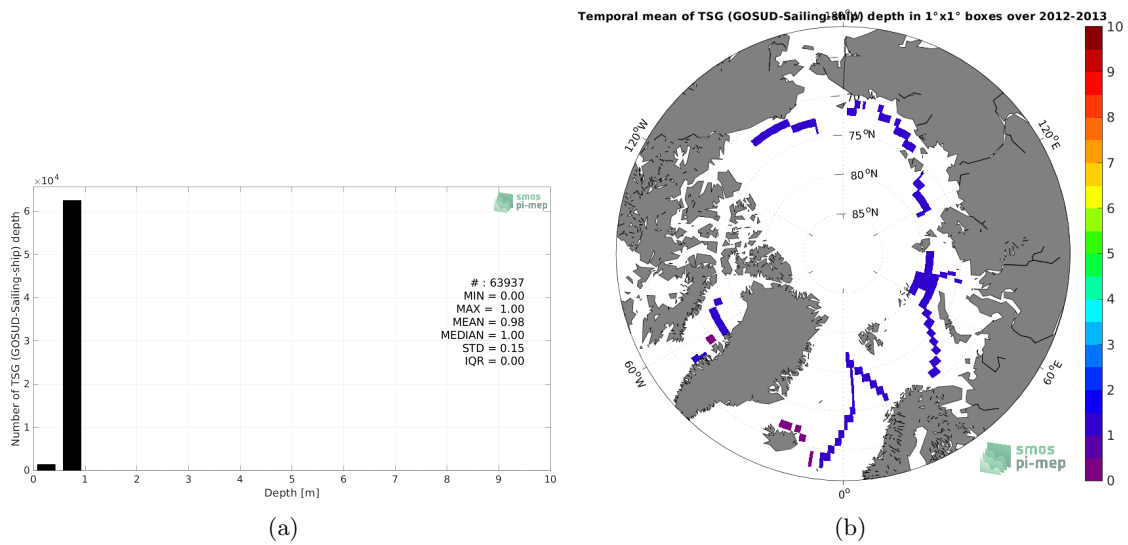 ×10⁴
6
5
4
3
2
1
0
Number of TSG (GOSUD-Sailing-ship) depth
0 1 2 3 4 5 6 7 8 9 10
Depth [m]
smos
pi-mep
# : 63937
MIN = 0.00
MAX = 1.00
MEAN = 0.98
MEDIAN = 1.00
STD = 0.15
IQR = 0.00
(a)
Temporal mean of TSG (GOSUD-Sailing-ship) depth in 1°x1° boxes over 2012-2013
120°W
120°E
70
75°N
80°N
85°N
60°W
60°E
0°
smos
pi-mep
10
9
8
7
6
5
4
3
2
1
0
(b)